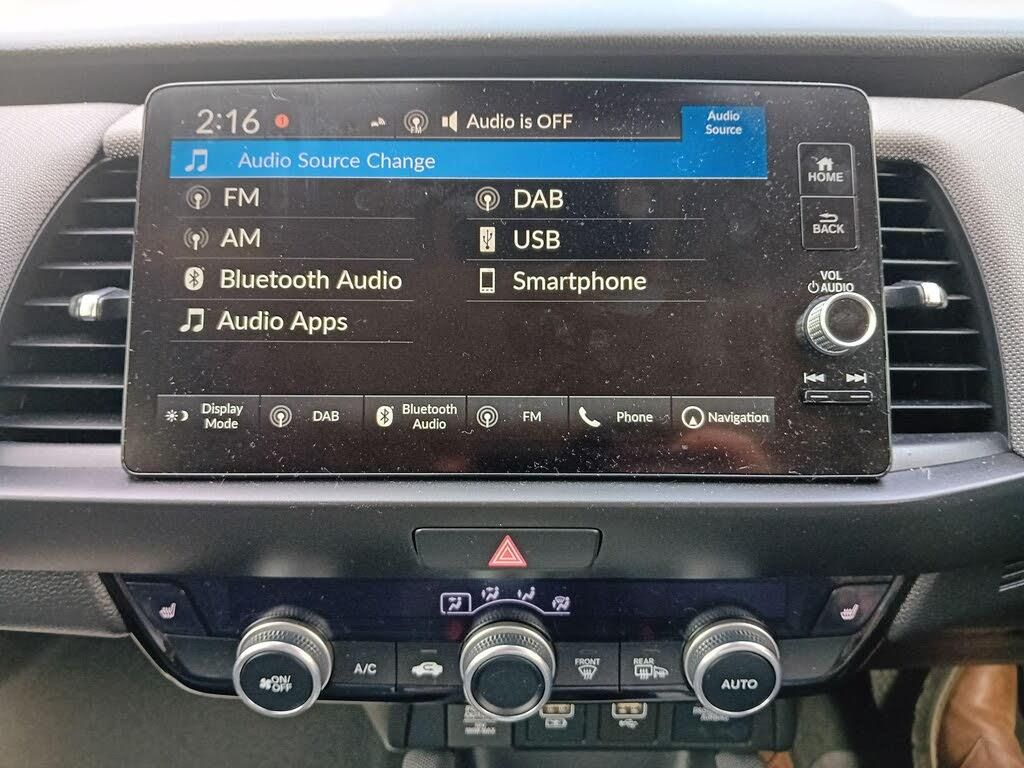 2:16
FM
Audio is OFF
Audio
Source
Audio Source Change
FM
DAB
AM
USB
Bluetooth Audio
Smartphone
Audio Apps
Display
Mode
DAB
Bluetooth
Audio
FM
Phone
Navigation
HOME
BACK
VOL
AUDIO
ON/
OFF
A/C
FRONT
REAR
AUTO